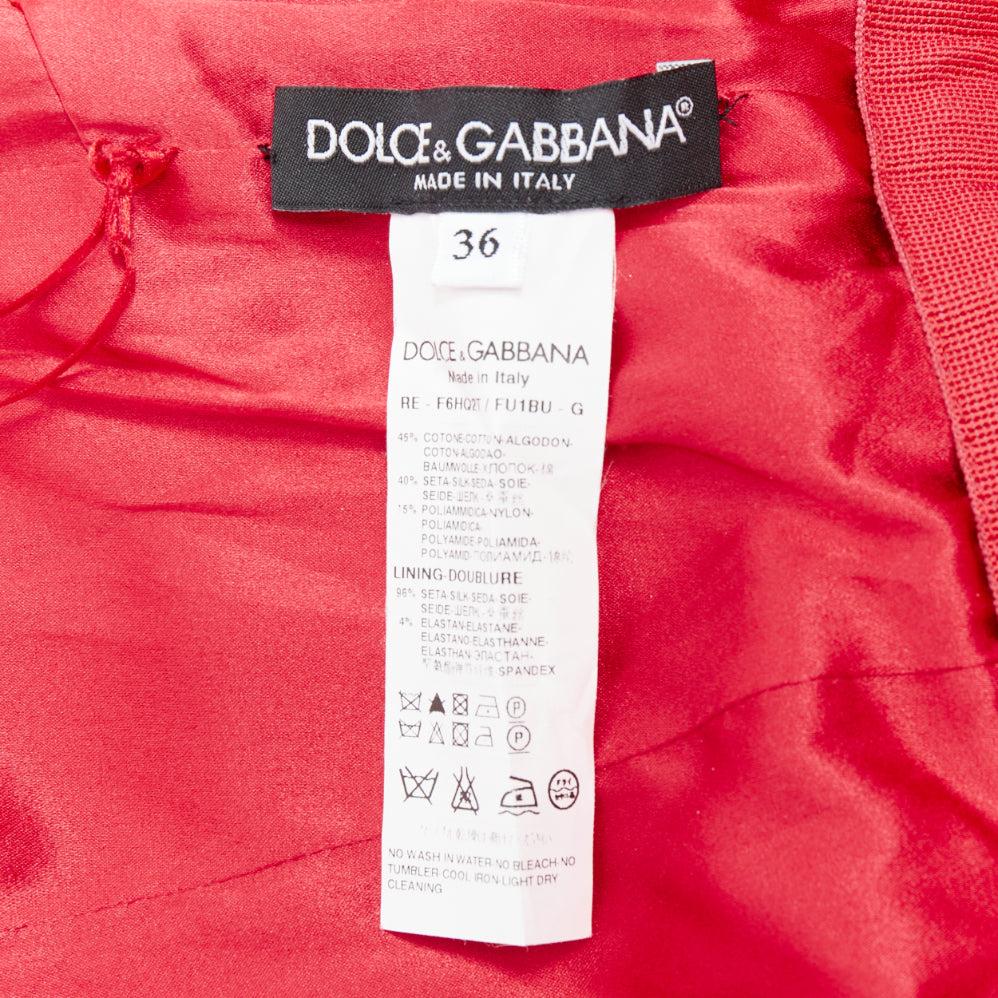 DOLCE & GABBANA®
MADE IN ITALY
36
DOLCE & GABBANA
Made in Italy
RE - F6HQ2T / FU1BU - G
45% COTONE-COTTON-ALGODON-
COTON-ALGODAO-
BAUMWOLLE-ХЛОПОК-棉
40% SETA-SILK-SEDA-SOIE-
SEIDE-ШЕЛК-
15% POLIAMMIDICA-NYLON-
POLIAMIDICA-
POLYAMIDE-POLIAMIDA-
POLYAMID-ПОЛИАМИД-
LINING-DOUBLURE
96% SETA-SILK-SEDA-SOIE-
SEIDE-ШЕЛК-
4% ELASTAN-ELASTANE-
ELASTANO-ELASTHANNE-
ELASTHAN-ЭЛАСТАН-
-SPANDEX
P
P
NO WASH IN WATER-NO BLEACH-NO
TUMBLER-COOL IRON-LIGHT DRY
CLEANING